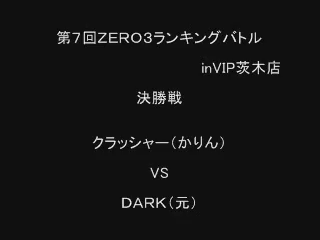 第７回ＺＥＲＯ３ランキングバトル
inVIP茨木店
決勝戦
クラッシャー（かりん）
VS
ＤＡＲＫ（元）